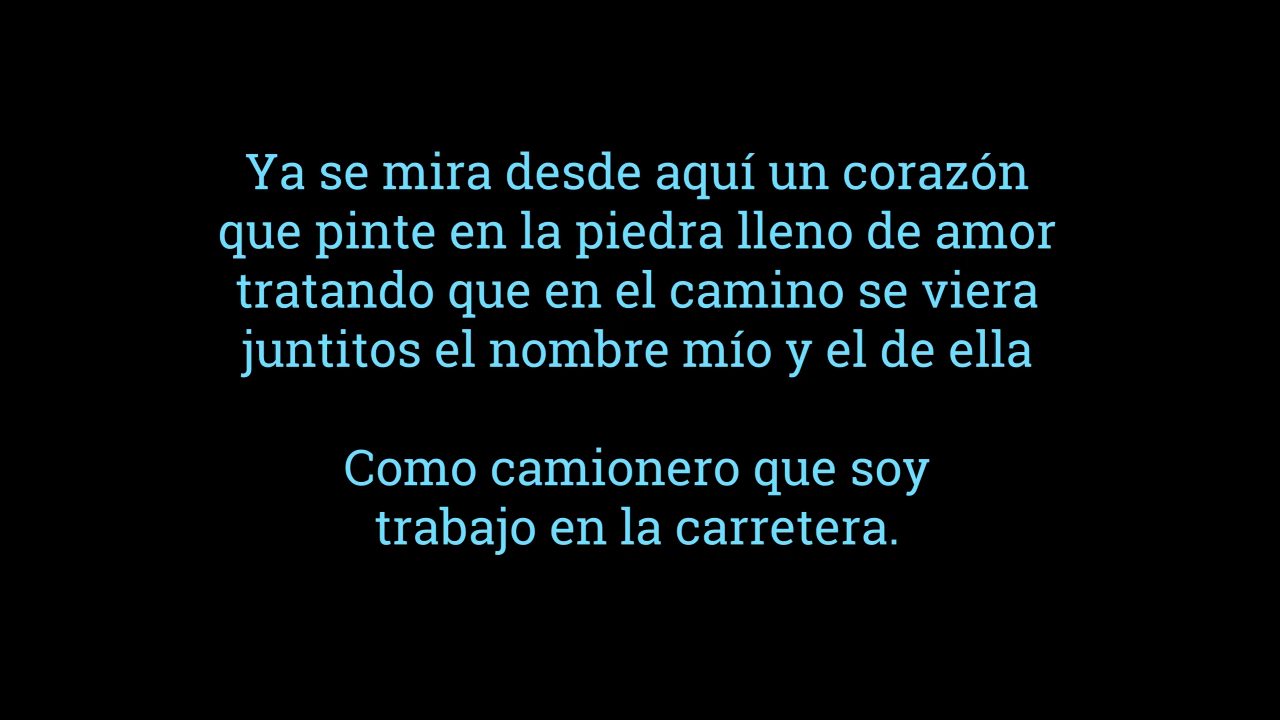 Ya se mira desde aquí un corazón
que pinte en la piedra lleno de amor
tratando que en el camino se viera
juntitos el nombre mío y el de ella
Como camionero que soy
trabajo en la carretera.